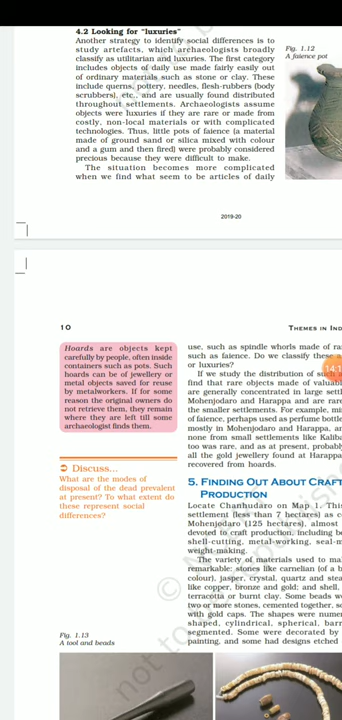 4.2 Looking for "luxuries"
Another strategy to identify social differences is to
study artefacts, which archaeologists broadly
classify as utilitarian and luxuries. The first category
includes objects of daily use made fairly easily out
of ordinary materials such as stone or clay. These
include querns, pottery, needles, flesh-rubbers (body
scrubbers), etc., and are usually found distributed
throughout settlements. Archaeologists assume
objects were luxuries if they are rare or made from
costly, non-local materials or with complicated
technologies. Thus, little pots of faience (a material
made of ground sand or silica mixed with colour
and a gum and then fired) were probably considered
precious because they were difficult to make.
The situation becomes more complicated
when we find what seem to be articles of daily
Fig. 1.12
A faience pot
2019-20
10
THEMES IN IND
Hoards are objects kept
carefully by people, often inside
containers such as pots. Such
hoards can be of jewellery or
metal objects saved for reuse
by metalworkers. If for some
reason the original owners do
not retrieve them, they remain
where they are left till some
archaeologist finds them.
Discuss...
What are the modes of
disposal of the dead prevalent
at present? To what extent do
these represent social
differences?
Fig. 1.13
A tool and beads
use, such as spindle whorls made of ra
such as faience. Do we classify these a
or luxuries?
If we study the distribution of such
find that rare objects made of valuab
are generally concentrated in large settl
Mohenjodaro and Harappa and are rare
the smaller settlements. For example, mi
of faience, perhaps used as perfume bottle
mostly in Mohenjodaro and Harappa, an
none from small settlements like Kaliba
too was rare, and as at present, probabl
all the gold jewellery found at Harappa
recovered from hoards.
14:1
5. FINDING OUT ABOUT CRAFT
PRODUCTION
Locate Chanhudaro on Map 1. This
settlement (less than 7 hectares) as c
Mohenjodaro (125 hectares), almost
devoted to craft production, including be
shell-cutting, metal-working, seal-m
weight-making.
The variety of materials used to mal
remarkable: stones like carnelian (of a b
colour), jasper, crystal, quartz and stea
like copper, bronze and gold; and shell,
terracotta or burnt clay. Some beads we
two or more stones, cemented together, so
with gold caps. The shapes were numer
shaped, cylindrical, spherical, barr
segmented. Some were decorated by
painting, and some had designs etched